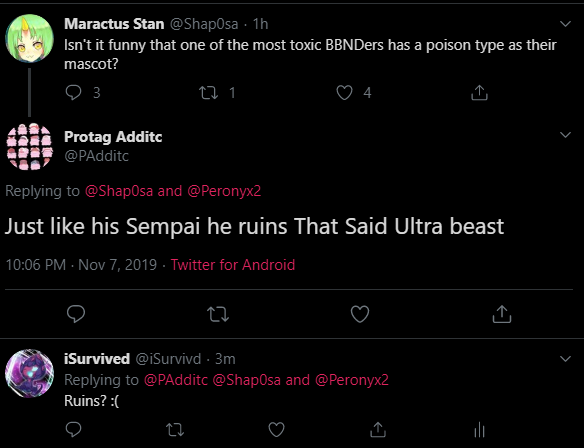 Maractus Stan @Shap0sa · 1h
Isn't it funny that one of the most toxic BBNDers has a poison type as their
mascot?
3 1 4
Protag Additc
@PAdditc
Replying to @Shap0sa and @Peronyx2
Just like his Sempai he ruins That Said Ultra beast
10:06 PM · Nov 7, 2019 · Twitter for Android
iSurvived @iSurvivd · 3m
Replying to @PAdditc @Shap0sa and @Peronyx2
Ruins? :(